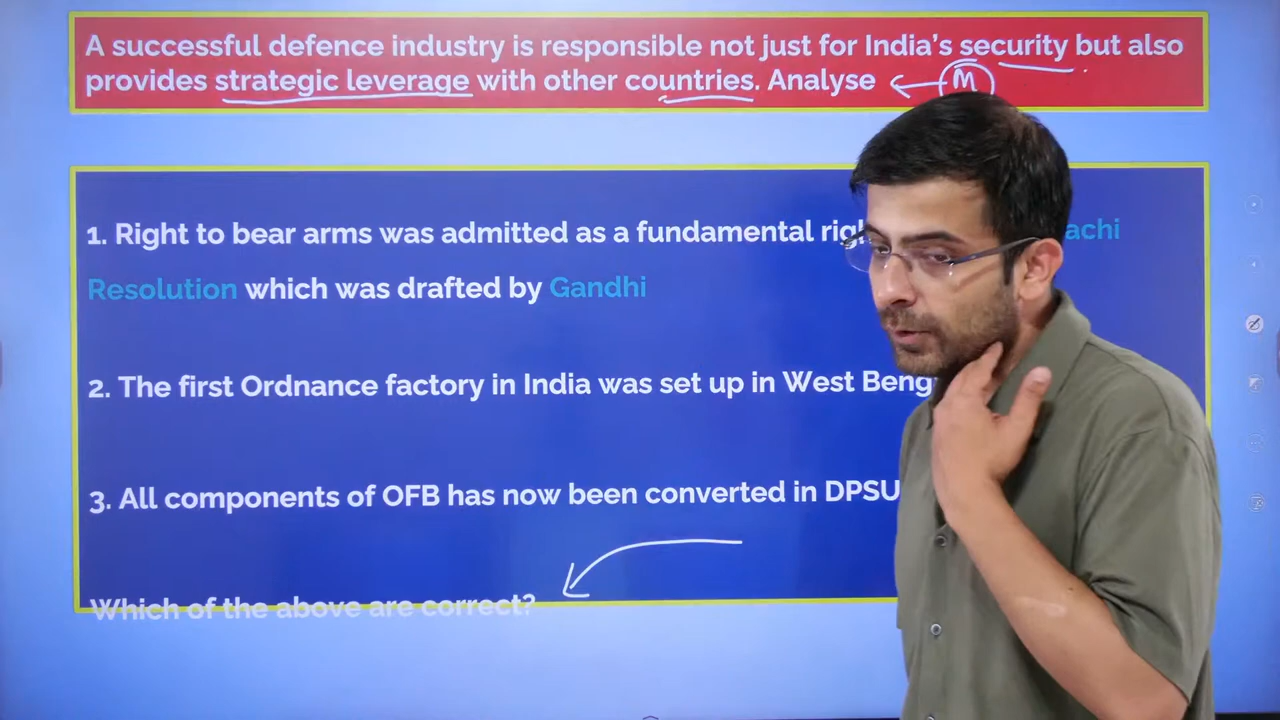 A successful defence industry is responsible not just for India's security but also
provides strategic leverage with other countries. Analyse
M
1. Right to bear arms was admitted as a fundamental achi
Resolution which was drafted by Gandhi
2. The first Ordnance factory in India was set up in West Beng
3. All components of OFB has now been converted in DPSU
Which of the above are correct?